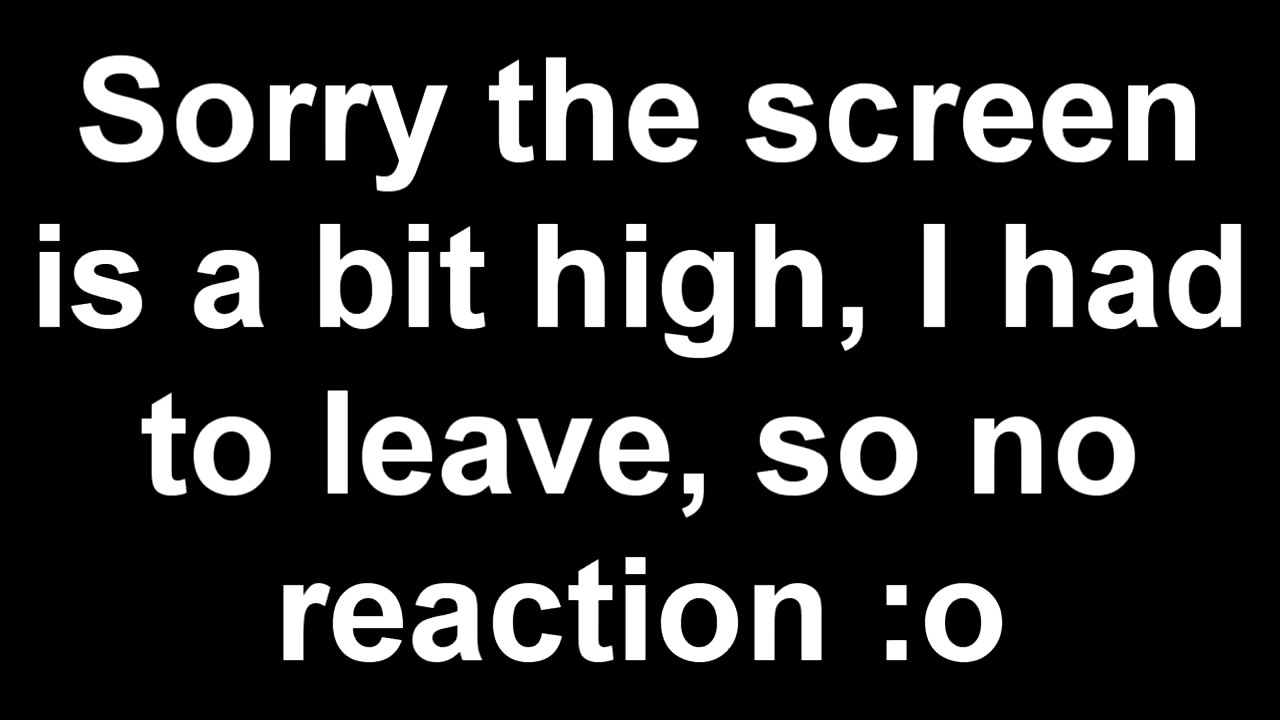 Sorry the screen
is a bit high, I had
to leave, so no
reaction :o